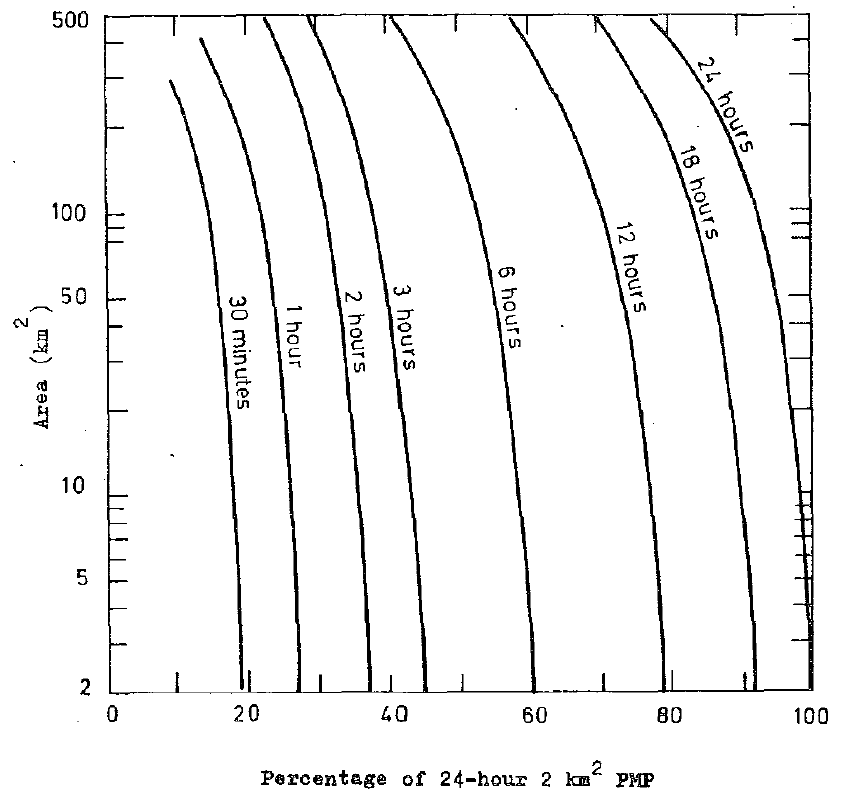 500
100
50
10
5
2
Area (km2)
30 minutes
1 hour
2 hours
3 hours
6 hours
12 hours
18 hours
24 hours
0 20 40 60 80 100
Percentage of 24-hour 2 km2 PMP